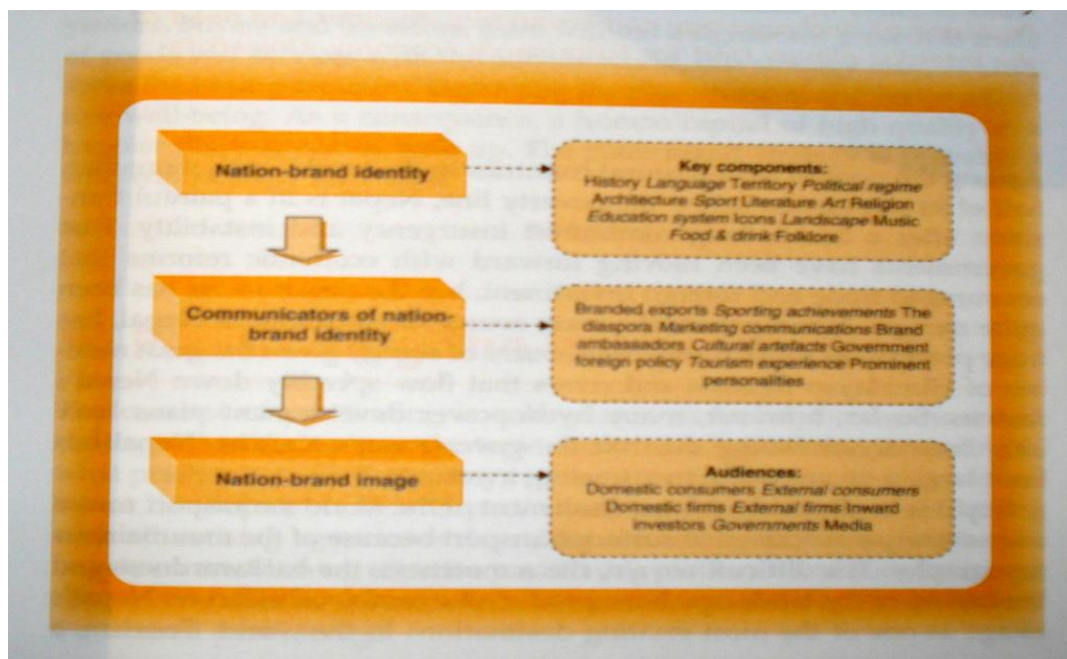 Nation-brand identity
Key components:
History Language Territory Political regime
Architecture Sport Literature Art Religion
Education system Icons Landscape Music
Food & drink Folklore
Communicators of nation-
brand identity
Branded exports Sporting achievements The
diaspora Marketing communications Brand
ambassadors Cultural artefacts Government
foreign policy Tourism experience Prominent
personalities
Nation-brand image
Audiences:
Domestic consumers External consumers
Domestic firms External firms Inward
investors Governments Media